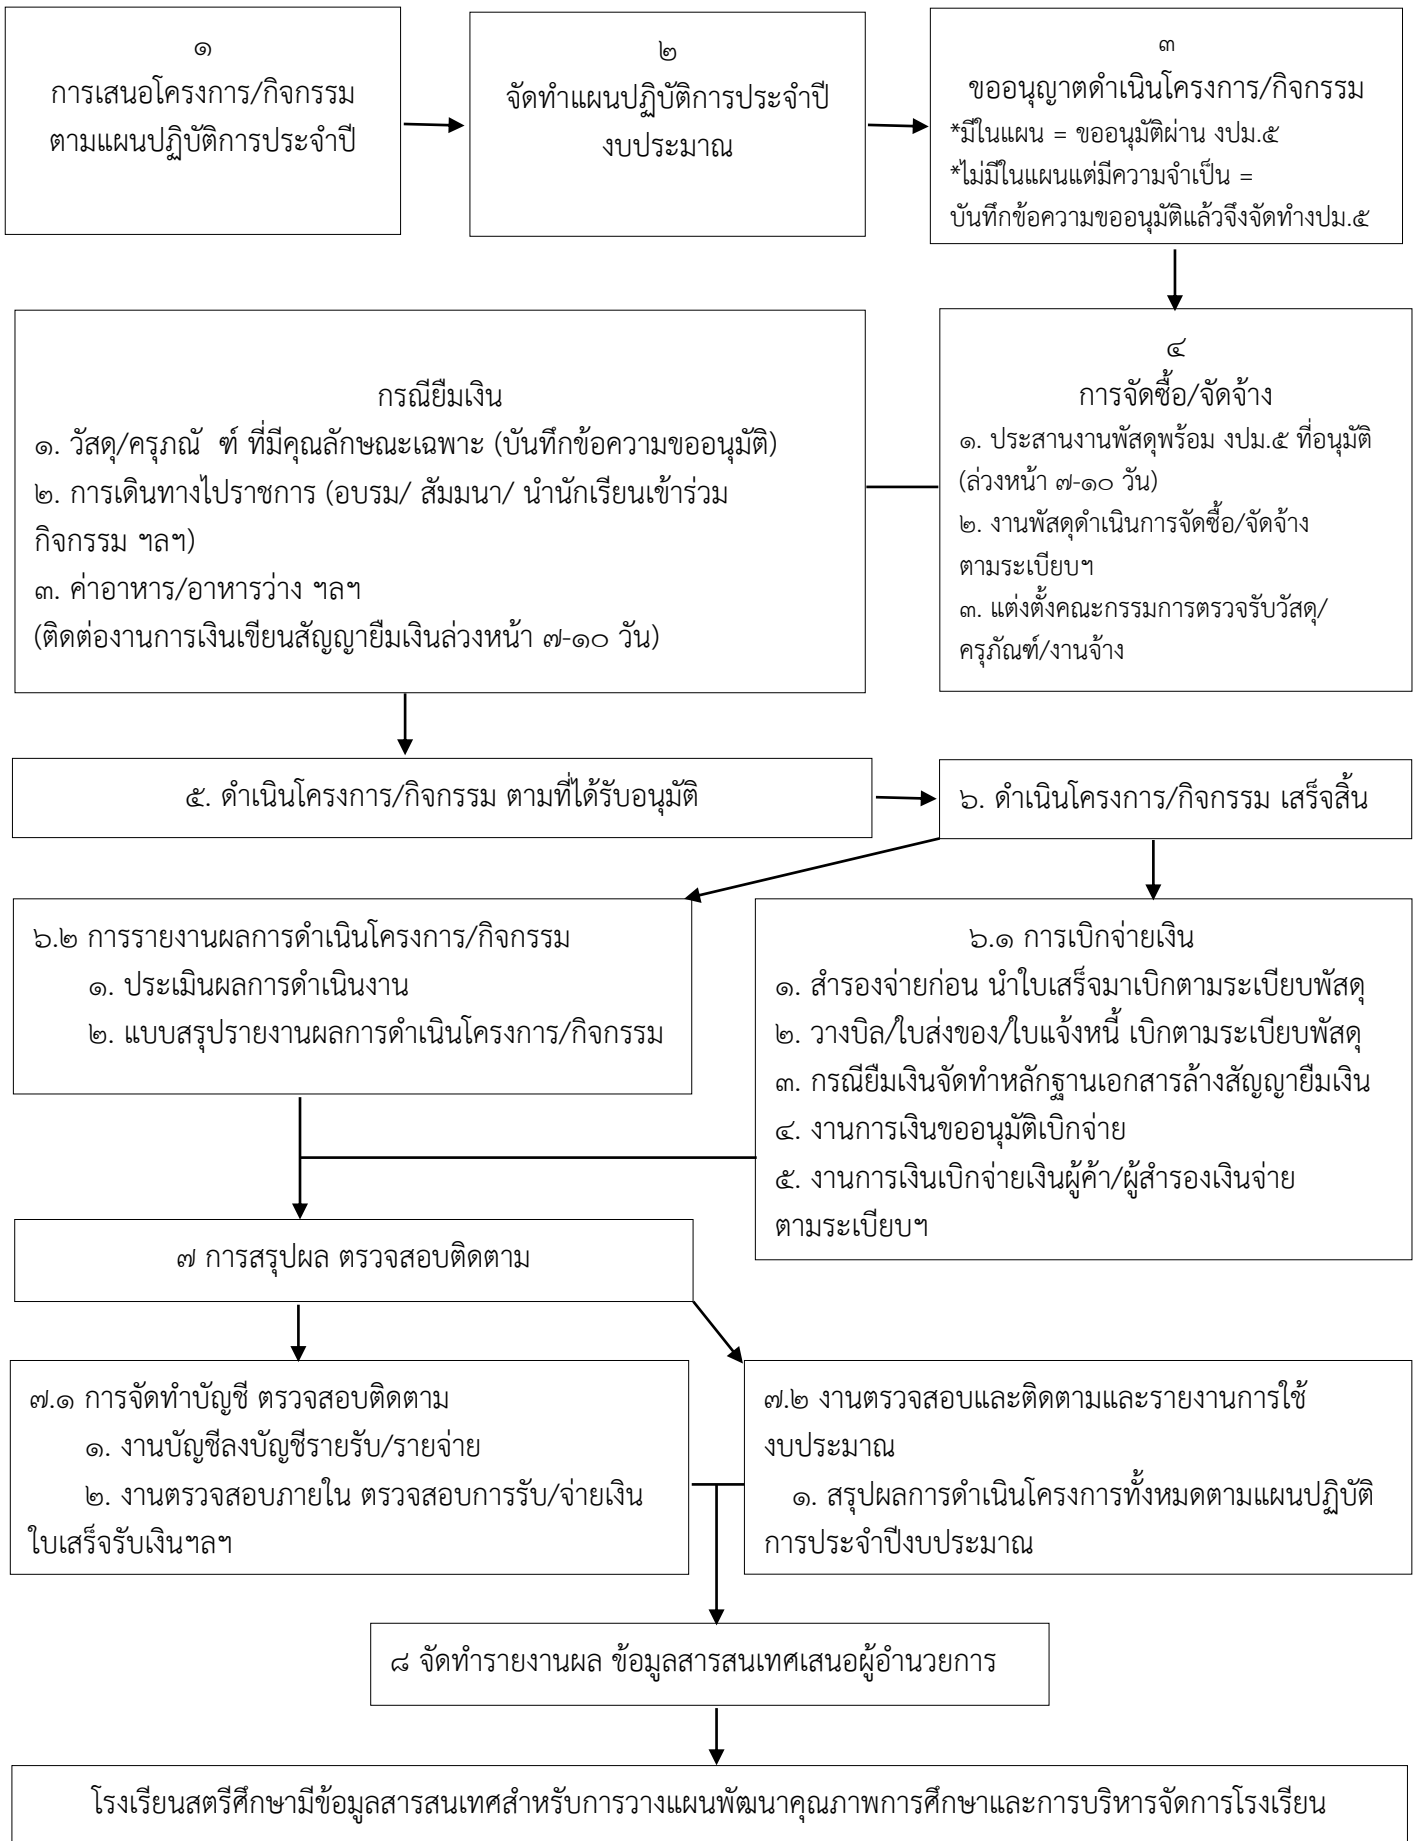 ๑
การเสนอโครงการ/กิจกรรม
ตามแผนปฏิบัติการประจำปี
๒
จัดทำแผนปฏิบัติการประจำปี
งบประมาณ
๓
ขออนุญาตดำเนินโครงการ/กิจกรรม
*มีในแผน = ขออนุมัติผ่าน งปม.๕
*ไม่มีในแผนแต่มีความจำเป็น =
บันทึกข้อความขออนุมัติแล้วจึงจัดทำงปม.๕
กรณียืมเงิน
๑. วัสดุ/ครุภณั ฑ์ ที่มีคุณลักษณะเฉพาะ (บันทึกข้อความขออนุมัติ)
๒. การเดินทางไปราชการ (อบรม/ สัมมนา/ นำนักเรียนเข้าร่วม
กิจกรรม ฯลฯ)
๓. ค่าอาหาร/อาหารว่าง ฯลฯ
(ติดต่องานการเงินเขียนสัญญายืมเงินล่วงหน้า ๗-๑๐ วัน)
๔
การจัดซื้อ/จัดจ้าง
๑. ประสานงานพัสดุพร้อม งปม.๕ ที่อนุมัติ
(ล่วงหน้า ๗-๑๐ วัน)
๒. งานพัสดุดำเนินการจัดซื้อ/จัดจ้าง
ตามระเบียบฯ
๓. แต่งตั้งคณะกรรมการตรวจรับวัสดุ/
ครุภัณฑ์/งานจ้าง
๕. ดำเนินโครงการ/กิจกรรม ตามที่ได้รับอนุมัติ
๖. ดำเนินโครงการ/กิจกรรม เสร็จสิ้น
๖.๒ การรายงานผลการดำเนินโครงการ/กิจกรรม
๑. ประเมินผลการดำเนินงาน
๒. แบบสรุปรายงานผลการดำเนินโครงการ/กิจกรรม
๖.๑ การเบิกจ่ายเงิน
๑. สำรองจ่ายก่อน นำใบเสร็จมาเบิกตามระเบียบพัสดุ
๒. วางบิล/ใบส่งของ/ใบแจ้งหนี้ เบิกตามระเบียบพัสดุ
๓. กรณียืมเงินจัดทำหลักฐานเอกสารล้างสัญญายืมเงิน
๔. งานการเงินขออนุมัติเบิกจ่าย
๕. งานการเงินเบิกจ่ายเงินผู้ค้า/ผู้สำรองเงินจ่าย
ตามระเบียบฯ
๗ การสรุปผล ตรวจสอบติดตาม
๗.๑ การจัดทำบัญชี ตรวจสอบติดตาม
๑. งานบัญชีลงบัญชีรายรับ/รายจ่าย
๒. งานตรวจสอบภายใน ตรวจสอบการรับ/จ่ายเงิน
ใบเสร็จรับเงินฯลฯ
๗.๒ งานตรวจสอบและติดตามและรายงานการใช้
งบประมาณ
๑. สรุปผลการดำเนินโครงการทั้งหมดตามแผนปฏิบัติ
การประจำปีงบประมาณ
๘ จัดทำรายงานผล ข้อมูลสารสนเทศเสนอผู้อำนวยการ
โรงเรียนสตรีศึกษามีข้อมูลสารสนเทศสำหรับการวางแผนพัฒนาคุณภาพการศึกษาและการบริหารจัดการโรงเรียน